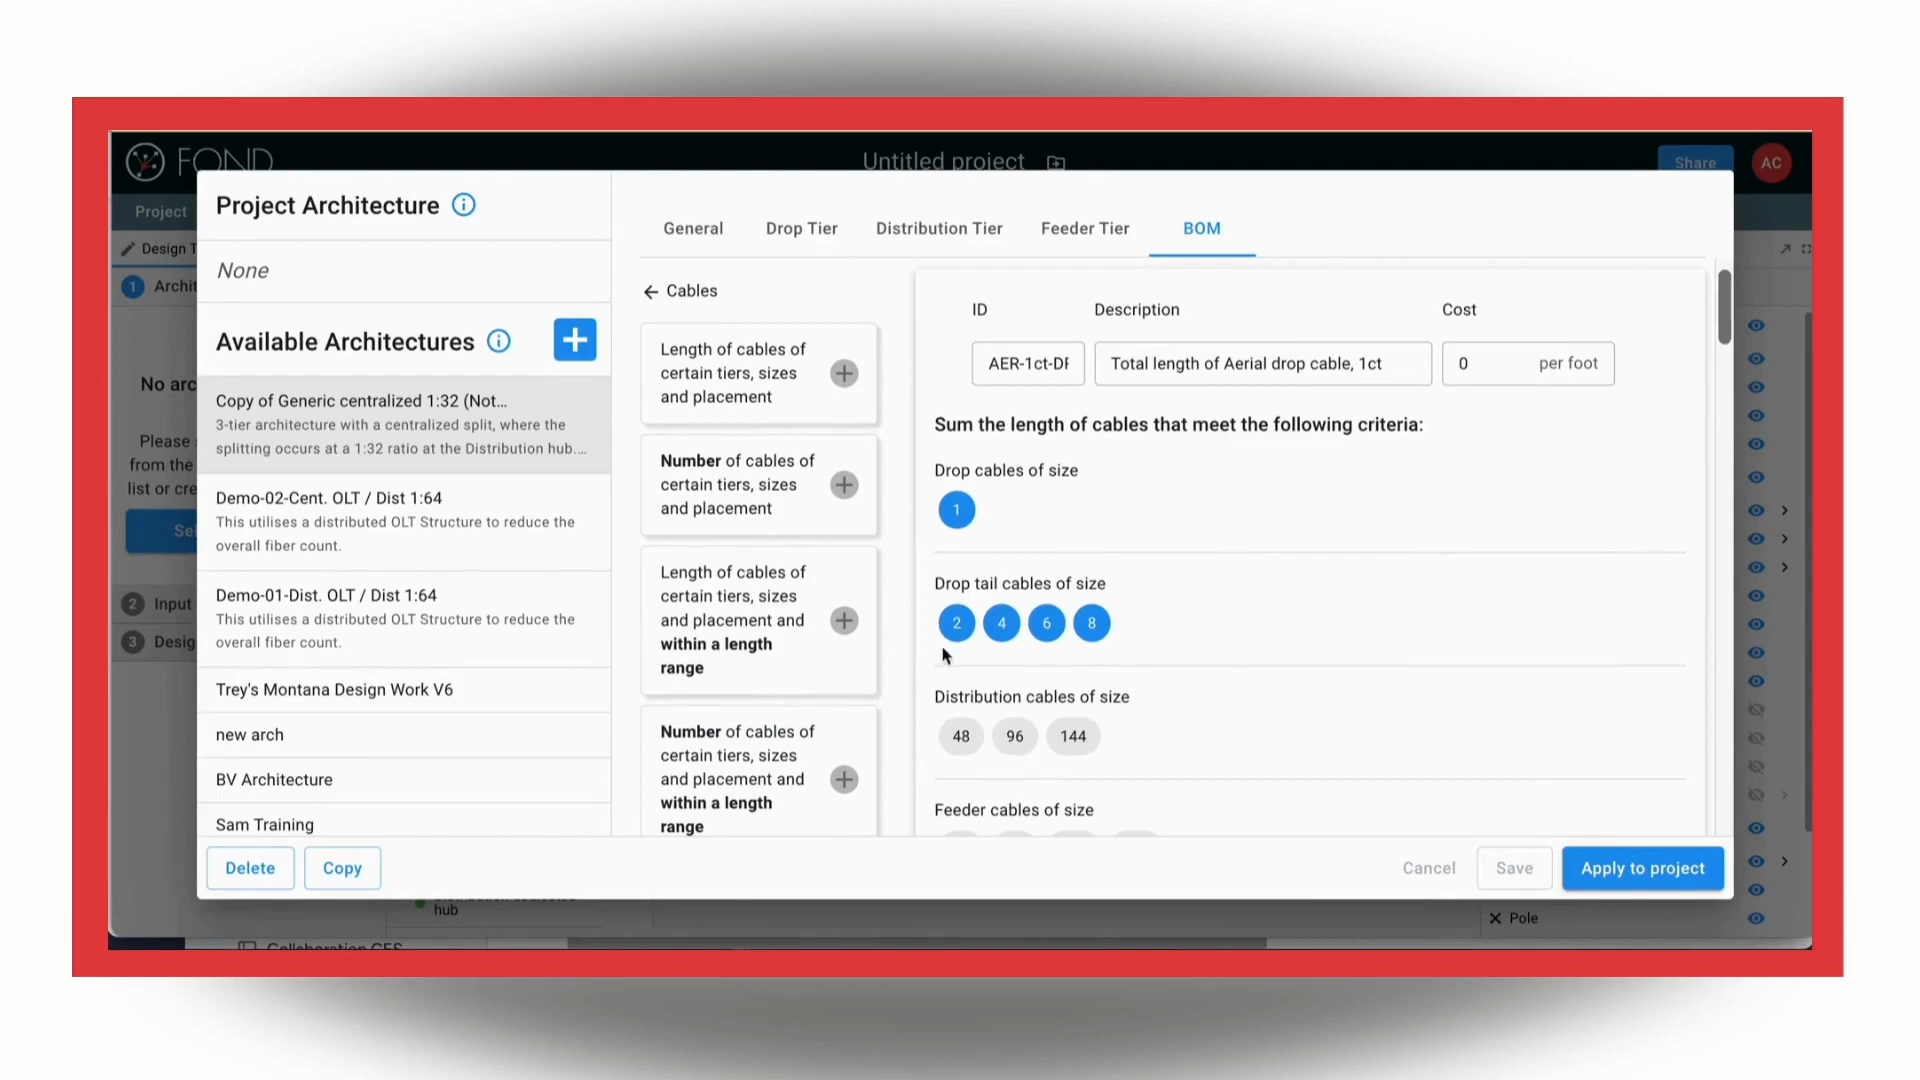 FOND
Untitled project
Share
AC
Project
Design T
1 Archit
No arc
Please
from the
list or cre
Sel
2 Input
3 Desig
Project Architecture
None
Available Architectures
Copy of Generic centralized 1:32 (Not...
3-tier architecture with a centralized split, where the
splitting occurs at a 1:32 ratio at the Distribution hub....
Demo-02-Cent. OLT / Dist 1:64
This utilises a distributed OLT Structure to reduce the
overall fiber count.
Demo-01-Dist. OLT / Dist 1:64
This utilises a distributed OLT Structure to reduce the
overall fiber count.
Trey's Montana Design Work V6
new arch
BV Architecture
Sam Training
Delete
Copy
General
Drop Tier
Distribution Tier
Feeder Tier
BOM
Cables
Length of cables of
certain tiers, sizes
and placement
Number of cables of
certain tiers, sizes
and placement
Length of cables of
certain tiers, sizes
and placement and
within a length
range
Number of cables of
certain tiers, sizes
and placement and
within a length
range
ID Description Cost
AER-1ct-DF Total length of Aerial drop cable, 1ct 0 per foot
Sum the length of cables that meet the following criteria:
Drop cables of size
1
Drop tail cables of size
2 4 6 8
Distribution cables of size
48 96 144
Feeder cables of size
Cancel
Save
Apply to project
hub
Pole